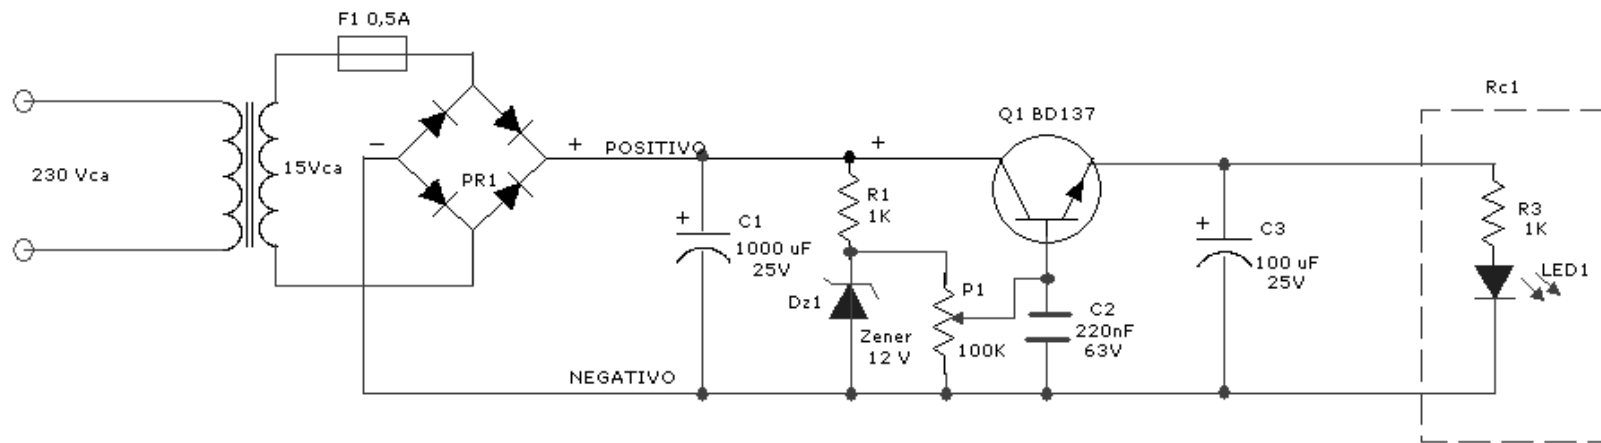 F1 0,5A
230 Vca
15Vca
−
PR1
+
POSITIVO
+
+
C1
1000 uF
25V
R1
1K
Dz1
Zener
12 V
P1
100K
Q1 BD137
C2
220nF
63V
+
C3
100 uF
25V
Rc1
R3
1K
LED1
NEGATIVO